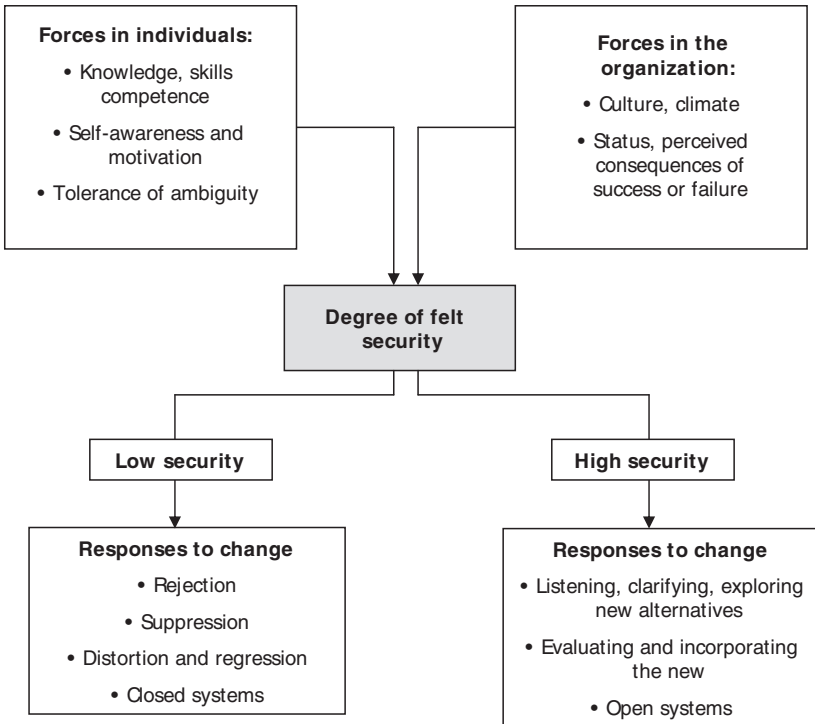 Forces in individuals:
• Knowledge, skills
competence
• Self-awareness and
motivation
• Tolerance of ambiguity
Forces in the
organization:
• Culture, climate
• Status, perceived
consequences of
success or failure
Degree of felt
security
Low security
High security
Responses to change
• Rejection
• Suppression
• Distortion and regression
• Closed systems
Responses to change
• Listening, clarifying, exploring
new alternatives
• Evaluating and incorporating
the new
• Open systems